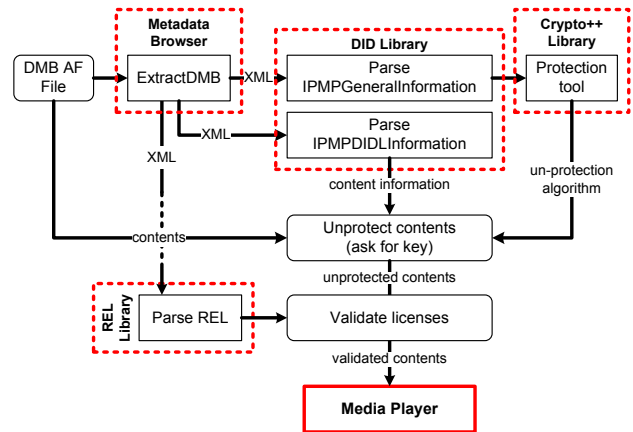 Metadata
Browser
DID Library
Crypto++
Library
DMB AF
File
ExtractDMB
XML
Parse
IPMPGeneralInformation
Protection
tool
XML
Parse
IPMPDIDLInformation
XML
content information
un-protection
algorithm
contents
Unprotect contents
(ask for key)
unprotected contents
REL
Library
Parse REL
Validate licenses
validated contents
Media Player